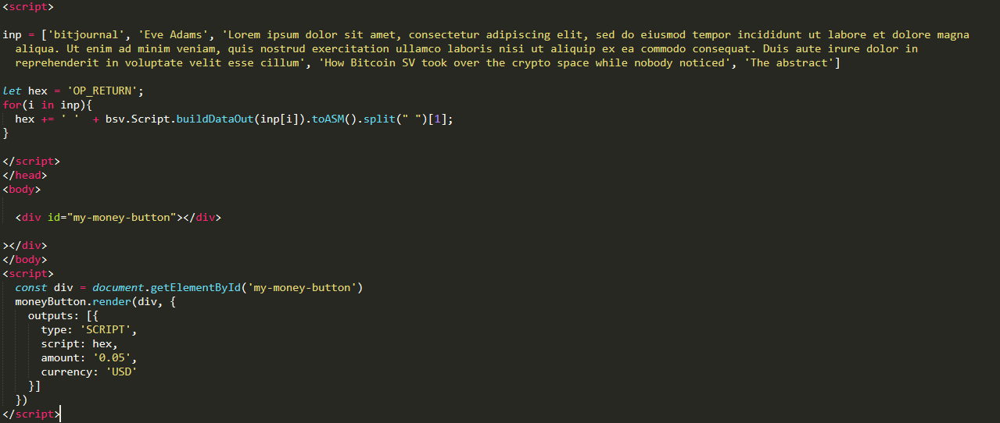 <script>
inp = ['bitjournal', 'Eve Adams', 'Lorem ipsum dolor sit amet, consectetur adipiscing elit, sed do eiusmod tempor incididunt ut labore et dolore magna
aliqua. Ut enim ad minim veniam, quis nostrud exercitation ullamco laboris nisi ut aliquip ex ea commodo consequat. Duis aute irure dolor in
reprehenderit in voluptate velit esse cillum', 'How Bitcoin SV took over the crypto space while nobody noticed', 'The abstract']
let hex = 'OP_RETURN';
for(i in inp){
hex += ' '  + bsv.Script.buildDataOut(inp[i]).toASM().split(" ")[1];
}
</script>
</head>
<body>
<div id="my-money-button"></div>
></div>
</body>
<script>
const div = document.getElementById('my-money-button')
moneyButton.render(div, {
outputs: [{
type: 'SCRIPT',
script: hex,
amount: '0.05',
currency: 'USD'
}]
})
</script>